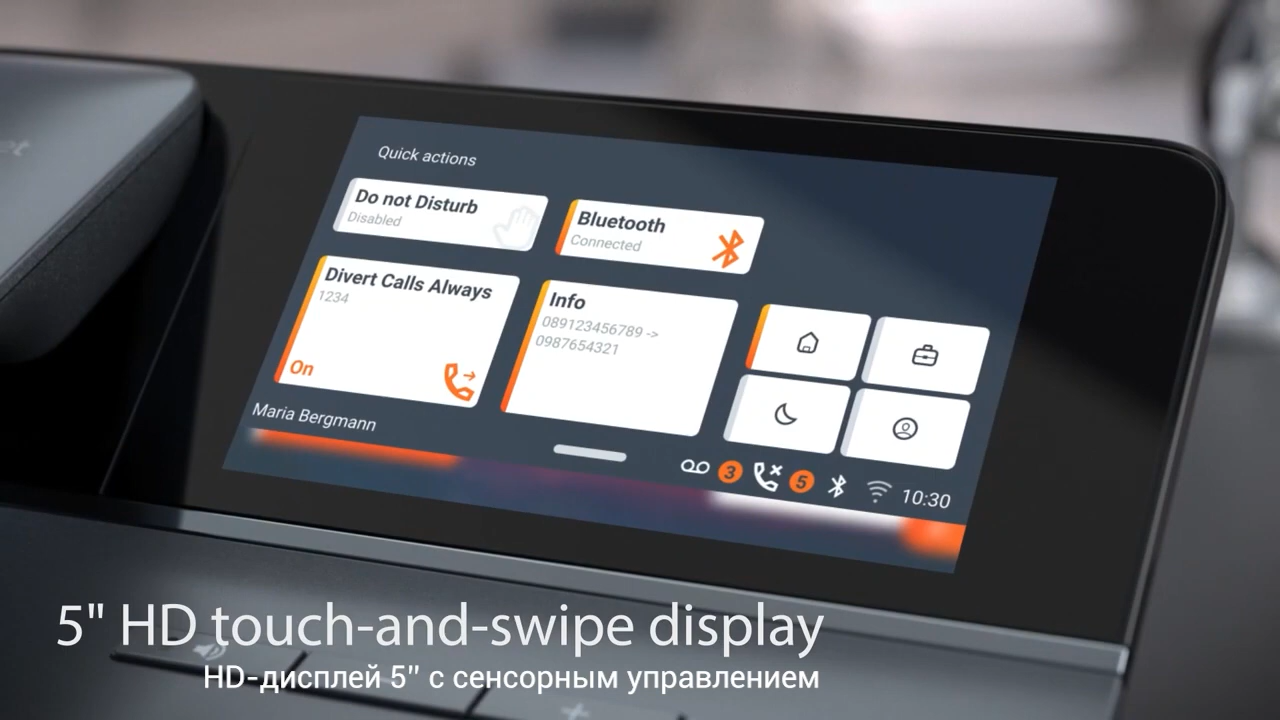 Quick actions
Do not Disturb
Disabled
Bluetooth
Connected
Divert Calls Always
1234
On
Info
089123456789 ->
0987654321
Maria Bergmann
3
5
10:30
5" HD touch-and-swipe display
HD-дисплей 5" с сенсорным управлением